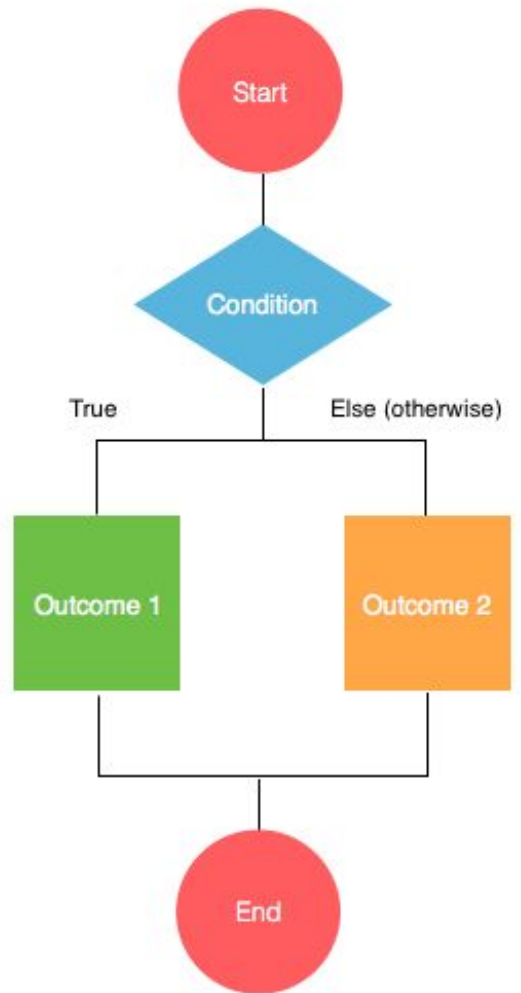 Start
Condition
True
Else (otherwise)
Outcome 1
Outcome 2
End